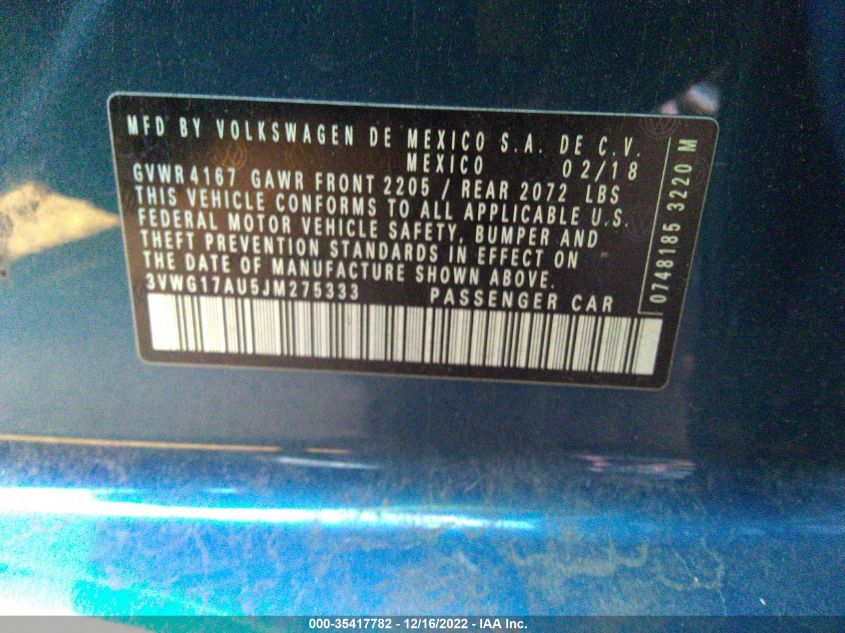 MFD BY VOLKSWAGEN DE MEXICO S.A. DE C.V.
MEXICO 02/18
GVWR 4167 GAWR FRONT 2205 / REAR 2072 LBS
THIS VEHICLE CONFORMS TO ALL APPLICABLE U.S.
FEDERAL MOTOR VEHICLE SAFETY, BUMPER AND
THEFT PREVENTION STANDARDS IN EFFECT ON
THE DATE OF MANUFACTURE SHOWN ABOVE.
3VWG17AU5JM275333 PASSENGER CAR
0748185 3220 M
000-35417782 - 12/16/2022 - IAA Inc.